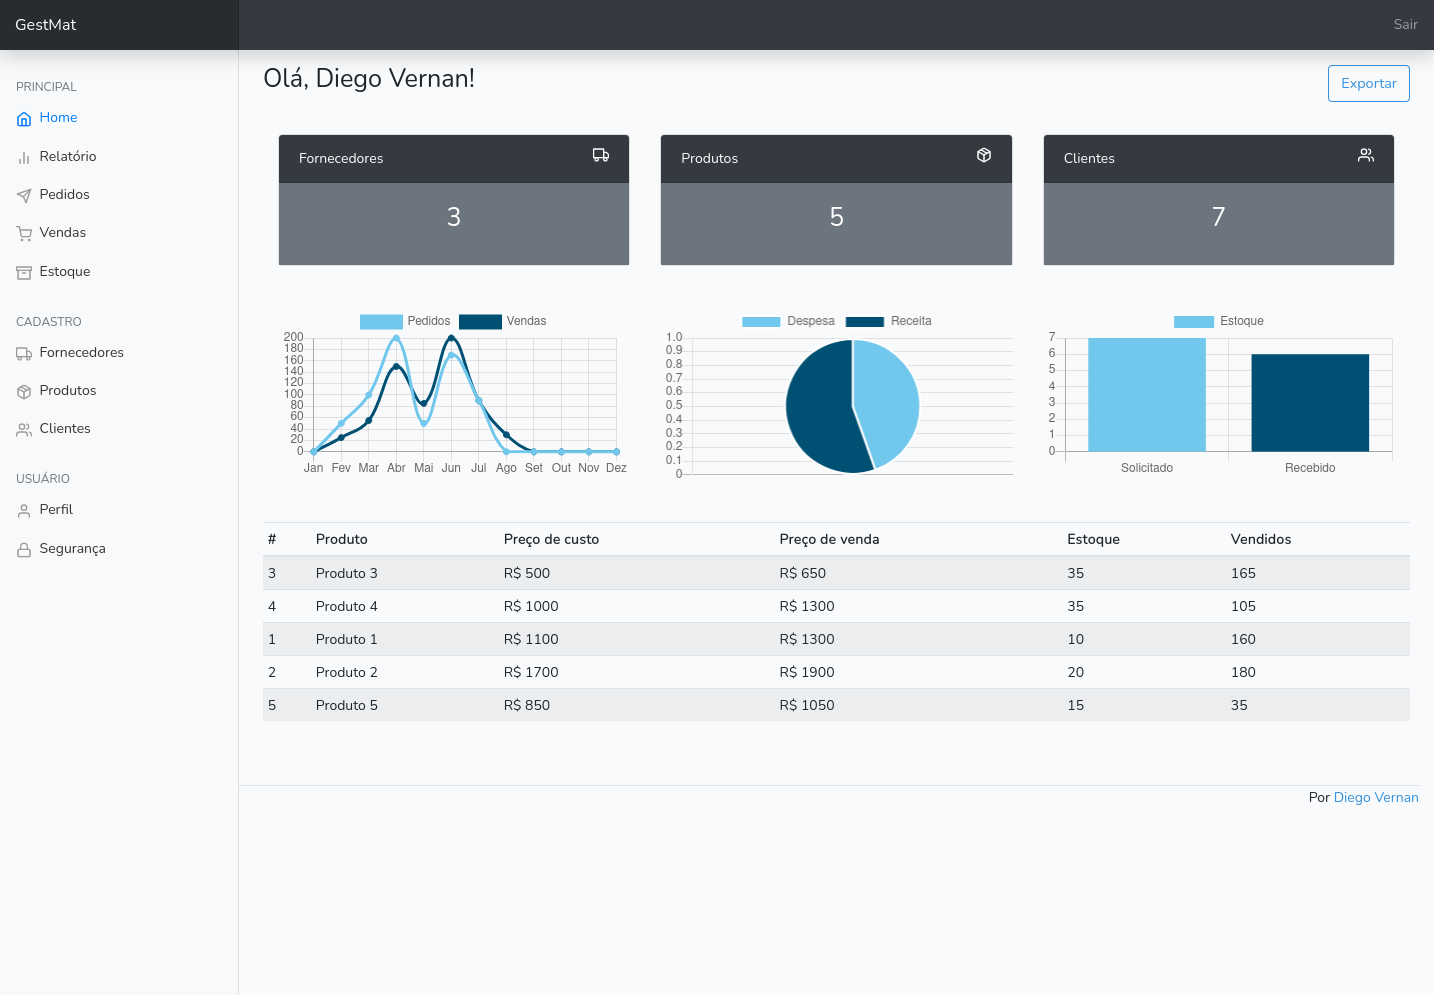 GestMat
Sair
PRINCIPAL
Home
Relatório
Pedidos
Vendas
Estoque
CADASTRO
Fornecedores
Produtos
Clientes
USUÁRIO
Perfil
Segurança
Olá, Diego Vernan!
Exportar
Fornecedores
3
Produtos
5
Clientes
7
Pedidos Vendas
200
180
160
140
120
100
80
60
40
20
0
Jan Fev Mar Abr Mai Jun Jul Ago Set Out Nov Dez
Despesa Receita
1.0
0.9
0.8
0.7
0.6
0.5
0.4
0.3
0.2
0.1
0
Estoque
7
6
5
4
3
2
1
0
Solicitado Recebido
# Produto Preço de custo Preço de venda Estoque Vendidos
3 Produto 3 R$ 500 R$ 650 35 165
4 Produto 4 R$ 1000 R$ 1300 35 105
1 Produto 1 R$ 1100 R$ 1300 10 160
2 Produto 2 R$ 1700 R$ 1900 20 180
5 Produto 5 R$ 850 R$ 1050 15 35
Por Diego Vernan